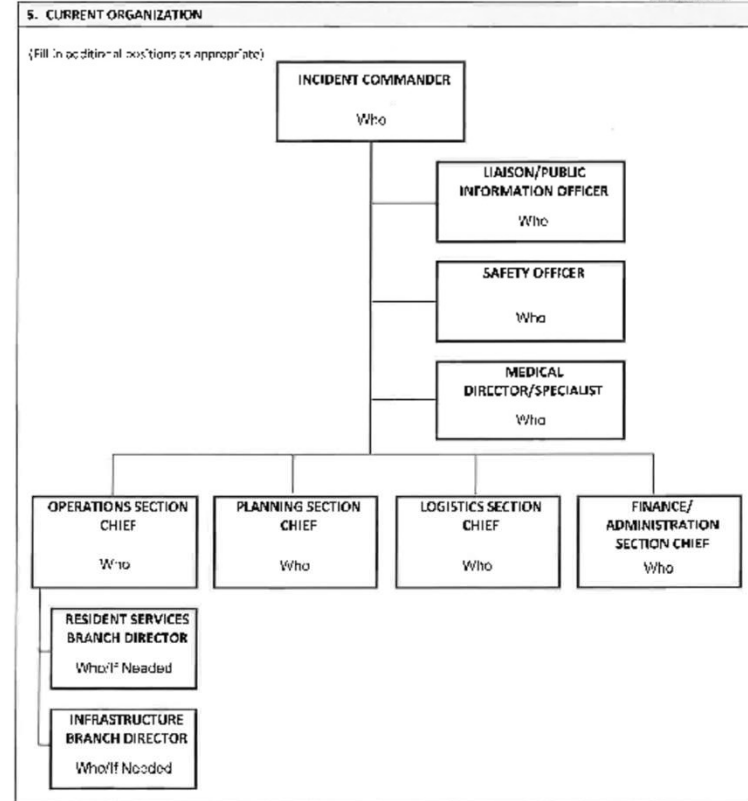 5. CURRENT ORGANIZATION
(Fill in additional positions as appropriate)
INCIDENT COMMANDER
Who
LIAISON/PUBLIC
INFORMATION OFFICER
Who
SAFETY OFFICER
Who
MEDICAL
DIRECTOR/SPECIALIST
Who
OPERATIONS SECTION
CHIEF
Who
PLANNING SECTION
CHIEF
Who
LOGISTICS SECTION
CHIEF
Who
FINANCE/
ADMINISTRATION
SECTION CHIEF
Who
RESIDENT SERVICES
BRANCH DIRECTOR
Who/If Needed
INFRASTRUCTURE
BRANCH DIRECTOR
Who/If Needed